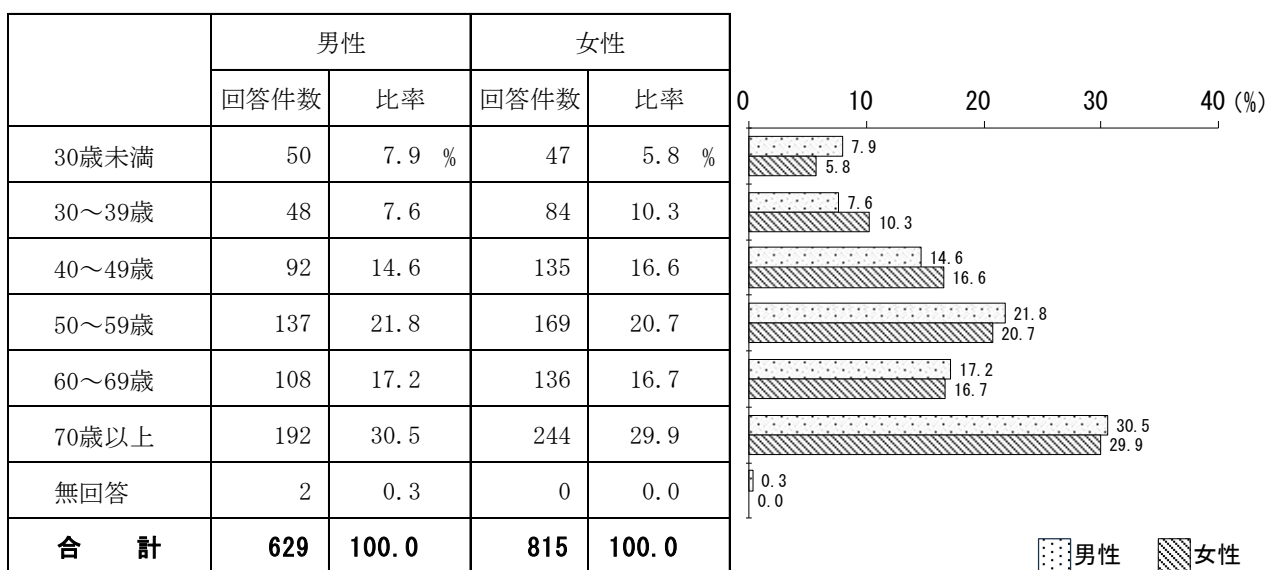 男性 女性
回答件数 比率 回答件数 比率
0 10 20 30 40 (%)
30歳未満 50 7.9 % 47 5.8 %
7.9
5.8
30～39歳 48 7.6 84 10.3
7.6
10.3
40～49歳 92 14.6 135 16.6
14.6
16.6
50～59歳 137 21.8 169 20.7
21.8
20.7
60～69歳 108 17.2 136 16.7
17.2
16.7
70歳以上 192 30.5 244 29.9
30.5
29.9
無回答 2 0.3 0 0.0
0.3
0.0
合 計 629 100.0 815 100.0
男性 女性